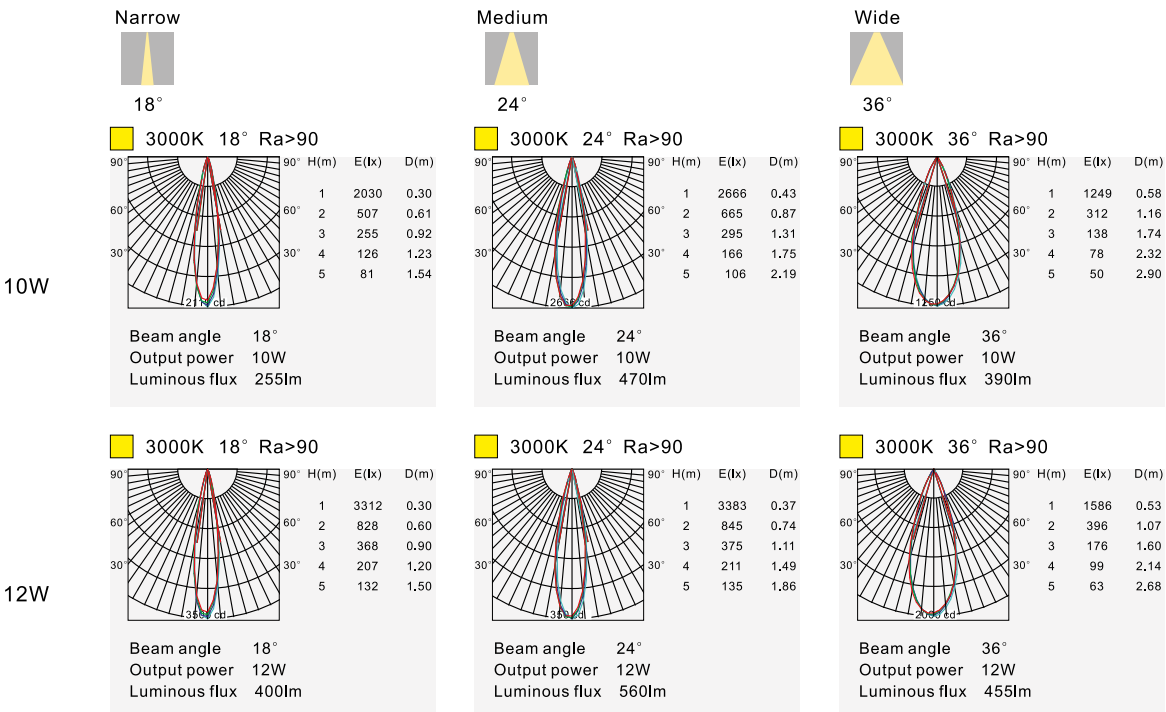 Narrow
18°
Medium
24°
Wide
36°
10W
3000K 18° Ra>90
90° 90° H(m) E(lx) D(m)
1 2030 0.30
60° 60° 2 507 0.61
3 255 0.92
30° 30° 4 126 1.23
5 81 1.54
cd
Beam angle 18°
Output power 10W
Luminous flux 255lm
3000K 24° Ra>90
90° 90° H(m) E(lx) D(m)
1 2666 0.43
60° 60° 2 665 0.87
3 295 1.31
30° 30° 4 166 1.75
5 106 2.19
2666 cd
Beam angle 24°
Output power 10W
Luminous flux 470lm
3000K 36° Ra>90
90° 90° H(m) E(lx) D(m)
1 1249 0.58
60° 60° 2 312 1.16
3 138 1.74
30° 30° 4 78 2.32
5 50 2.90
1250 cd
Beam angle 36°
Output power 10W
Luminous flux 390lm
12W
3000K 18° Ra>90
90° 90° H(m) E(lx) D(m)
1 3312 0.30
60° 60° 2 828 0.60
3 368 0.90
30° 30° 4 207 1.20
5 132 1.50
cd
Beam angle 18°
Output power 12W
Luminous flux 400lm
3000K 24° Ra>90
90° 90° H(m) E(lx) D(m)
1 3383 0.37
60° 60° 2 845 0.74
3 375 1.11
30° 30° 4 211 1.49
5 135 1.86
cd
Beam angle 24°
Output power 12W
Luminous flux 560lm
3000K 36° Ra>90
90° 90° H(m) E(lx) D(m)
1 1586 0.53
60° 60° 2 396 1.07
3 176 1.60
30° 30° 4 99 2.14
5 63 2.68
cd
Beam angle 36°
Output power 12W
Luminous flux 455lm